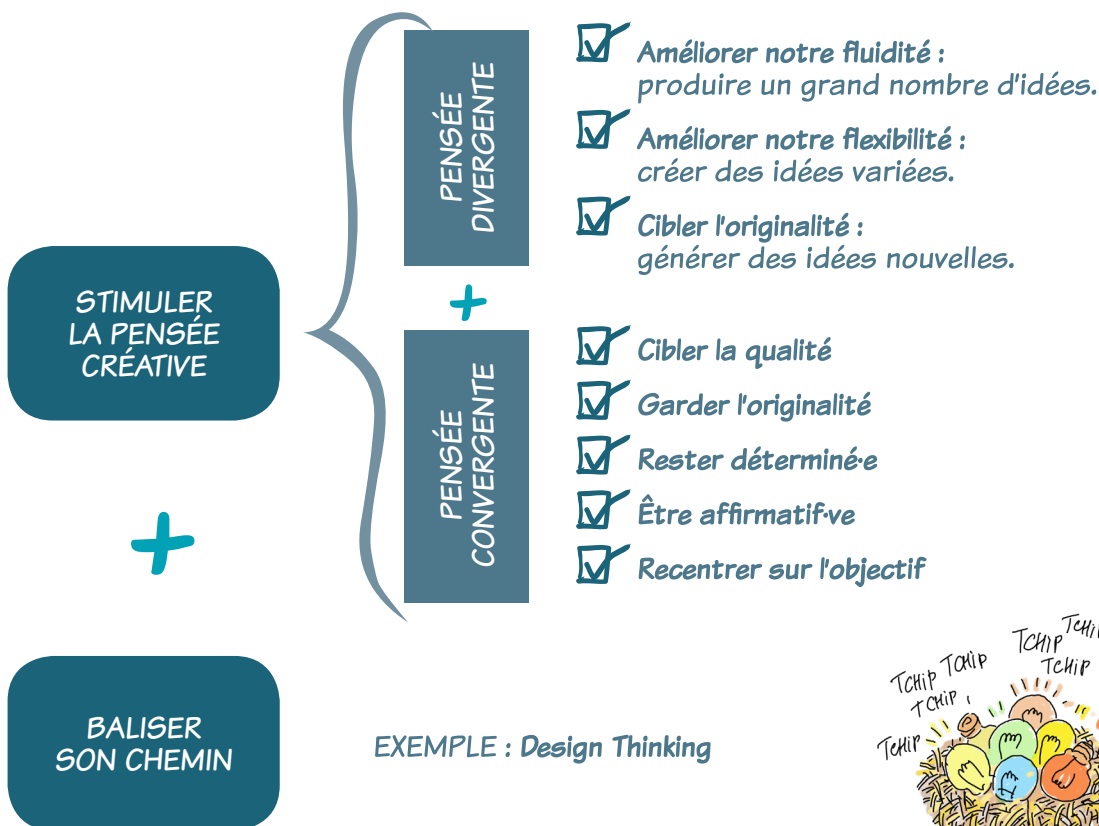 STIMULER
LA PENSÉE
CRÉATIVE
PENSÉE
DIVERGENTE
Améliorer notre fluidité :
produire un grand nombre d'idées.
Améliorer notre flexibilité :
créer des idées variées.
Cibler l'originalité :
générer des idées nouvelles.
+
PENSÉE
CONVERGENTE
Cibler la qualité
Garder l'originalité
Rester déterminé·e
Être affirmatif·ve
Recentrer sur l'objectif
+
BALISER
SON CHEMIN
EXEMPLE : Design Thinking
TCHIP TCHIP
TCHIP
TCHIP
TCHIP TCHIP
TCHIP